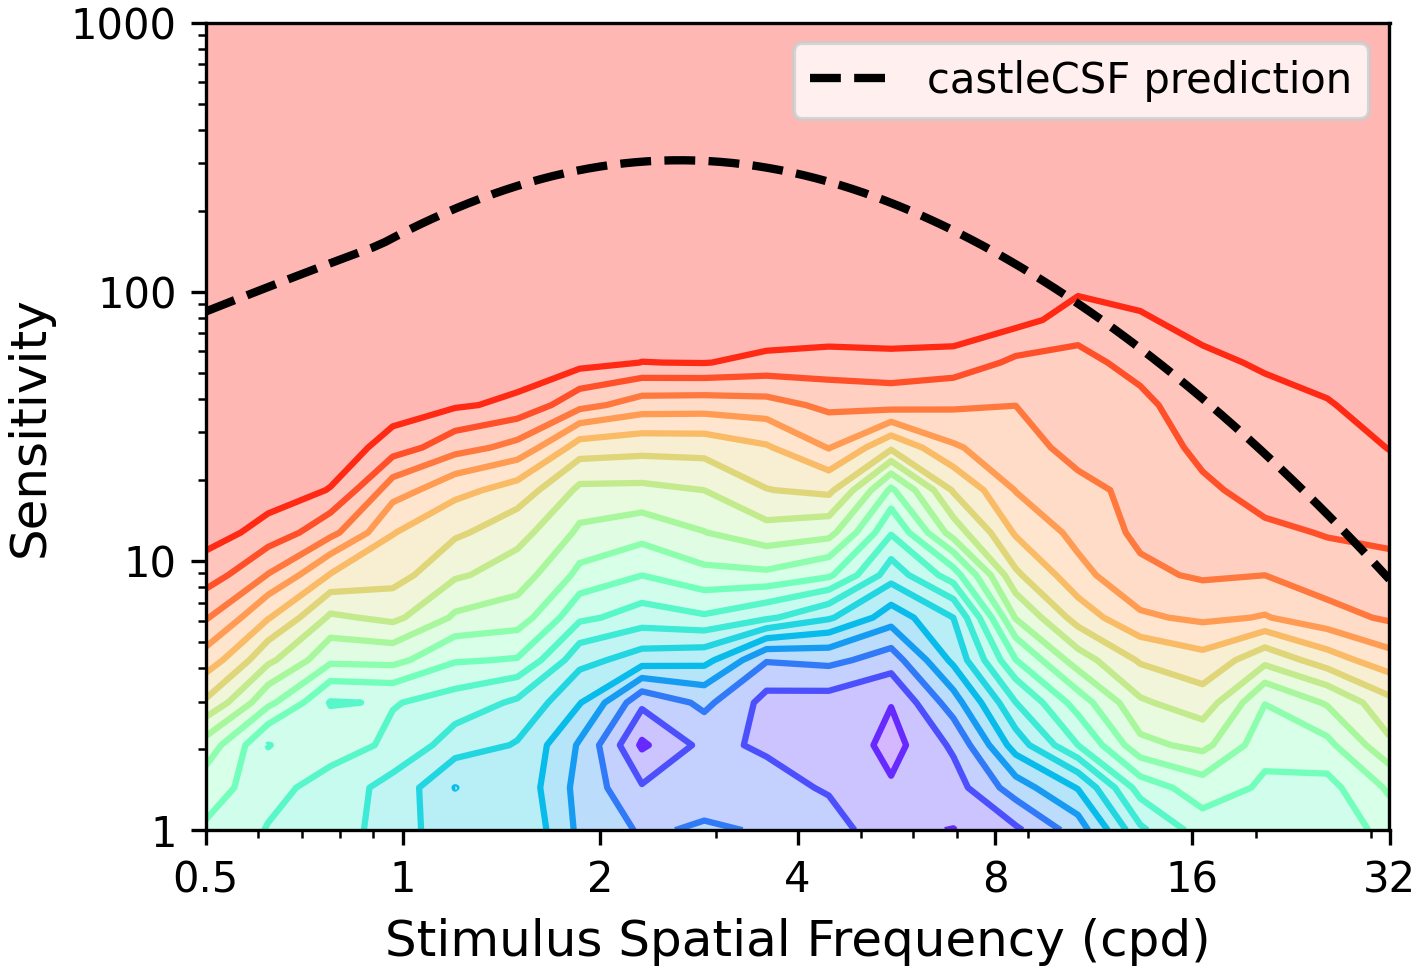 1000
100
10
1
Sensitivity
castleCSF prediction
0.5 1 2 4 8 16 32
Stimulus Spatial Frequency (cpd)